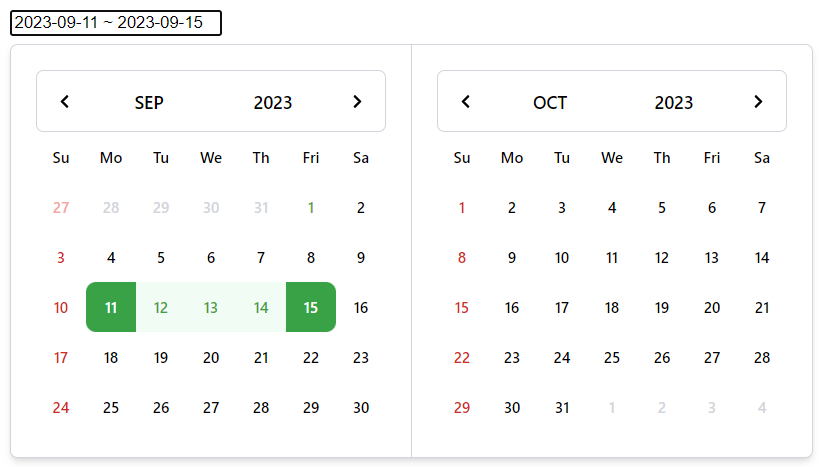 2023-09-11 ~ 2023-09-15
SEP 2023
Su Mo Tu We Th Fri Sa
27 28 29 30 31 1 2
3 4 5 6 7 8 9
10 11 12 13 14 15 16
17 18 19 20 21 22 23
24 25 26 27 28 29 30
OCT 2023
Su Mo Tu We Th Fri Sa
1 2 3 4 5 6 7
8 9 10 11 12 13 14
15 16 17 18 19 20 21
22 23 24 25 26 27 28
29 30 31 1 2 3 4